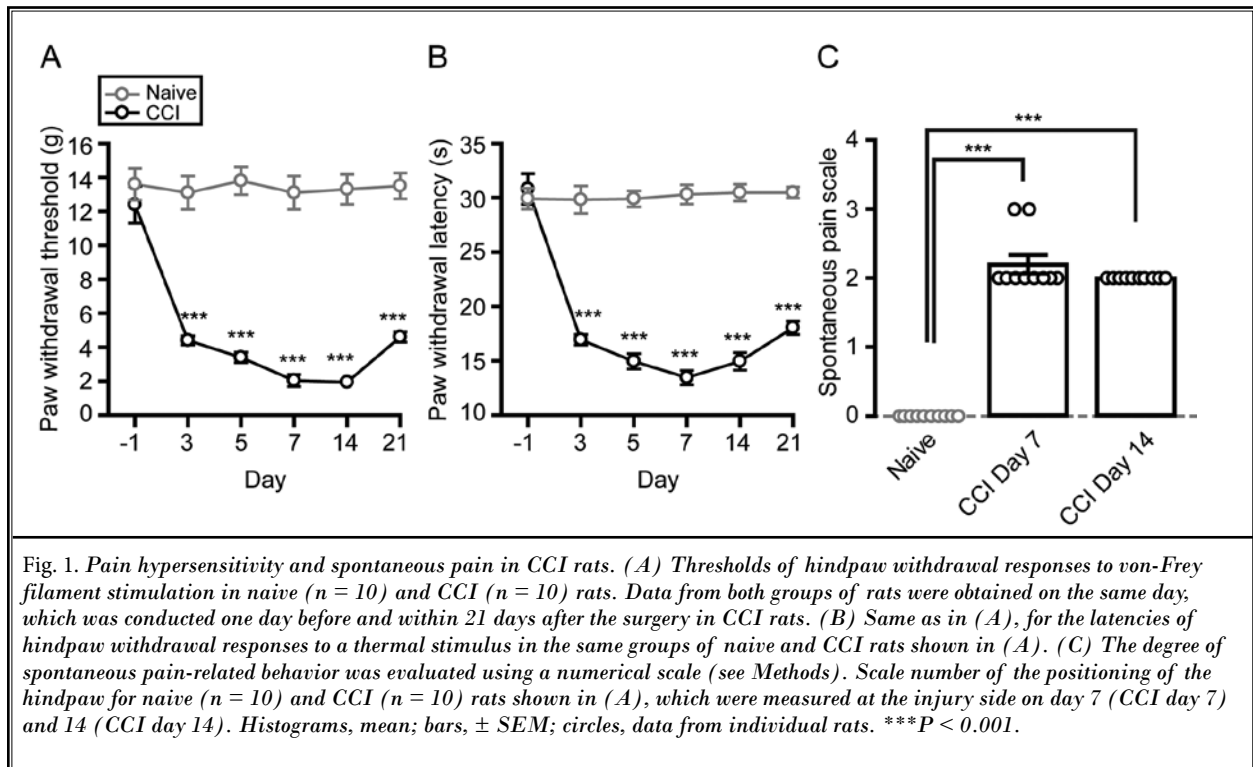 A
B
C
Naive
CCI
Paw withdrawal threshold (g)
16
14
12
10
8
6
4
2
0
***
***
***
***
***
-1 3 5 7 14 21
Day
Paw withdrawal latency (s)
35
30
25
20
15
10
***
***
***
***
***
-1 3 5 7 14 21
Day
Spontaneous pain scale
4
3
2
1
0
***
***
Naive
CCI Day 7
CCI Day 14
Fig. 1. Pain hypersensitivity and spontaneous pain in CCI rats. (A) Thresholds of hindpaw withdrawal responses to von-Frey
filament stimulation in naive (n = 10) and CCI (n = 10) rats. Data from both groups of rats were obtained on the same day,
which was conducted one day before and within 21 days after the surgery in CCI rats. (B) Same as in (A), for the latencies of
hindpaw withdrawal responses to a thermal stimulus in the same groups of naive and CCI rats shown in (A). (C) The degree of
spontaneous pain-related behavior was evaluated using a numerical scale (see Methods). Scale number of the positioning of the
hindpaw for naive (n = 10) and CCI (n = 10) rats shown in (A), which were measured at the injury side on day 7 (CCI day 7)
and 14 (CCI day 14). Histograms, mean; bars, ± SEM; circles, data from individual rats. ***P < 0.001.